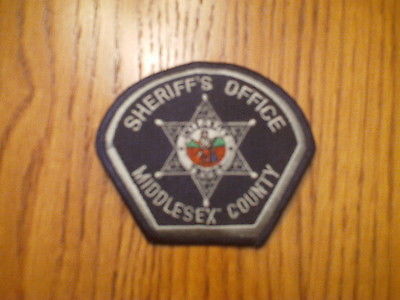 SHERIFF'S OFFICE
MIDDLESEX COUNTY